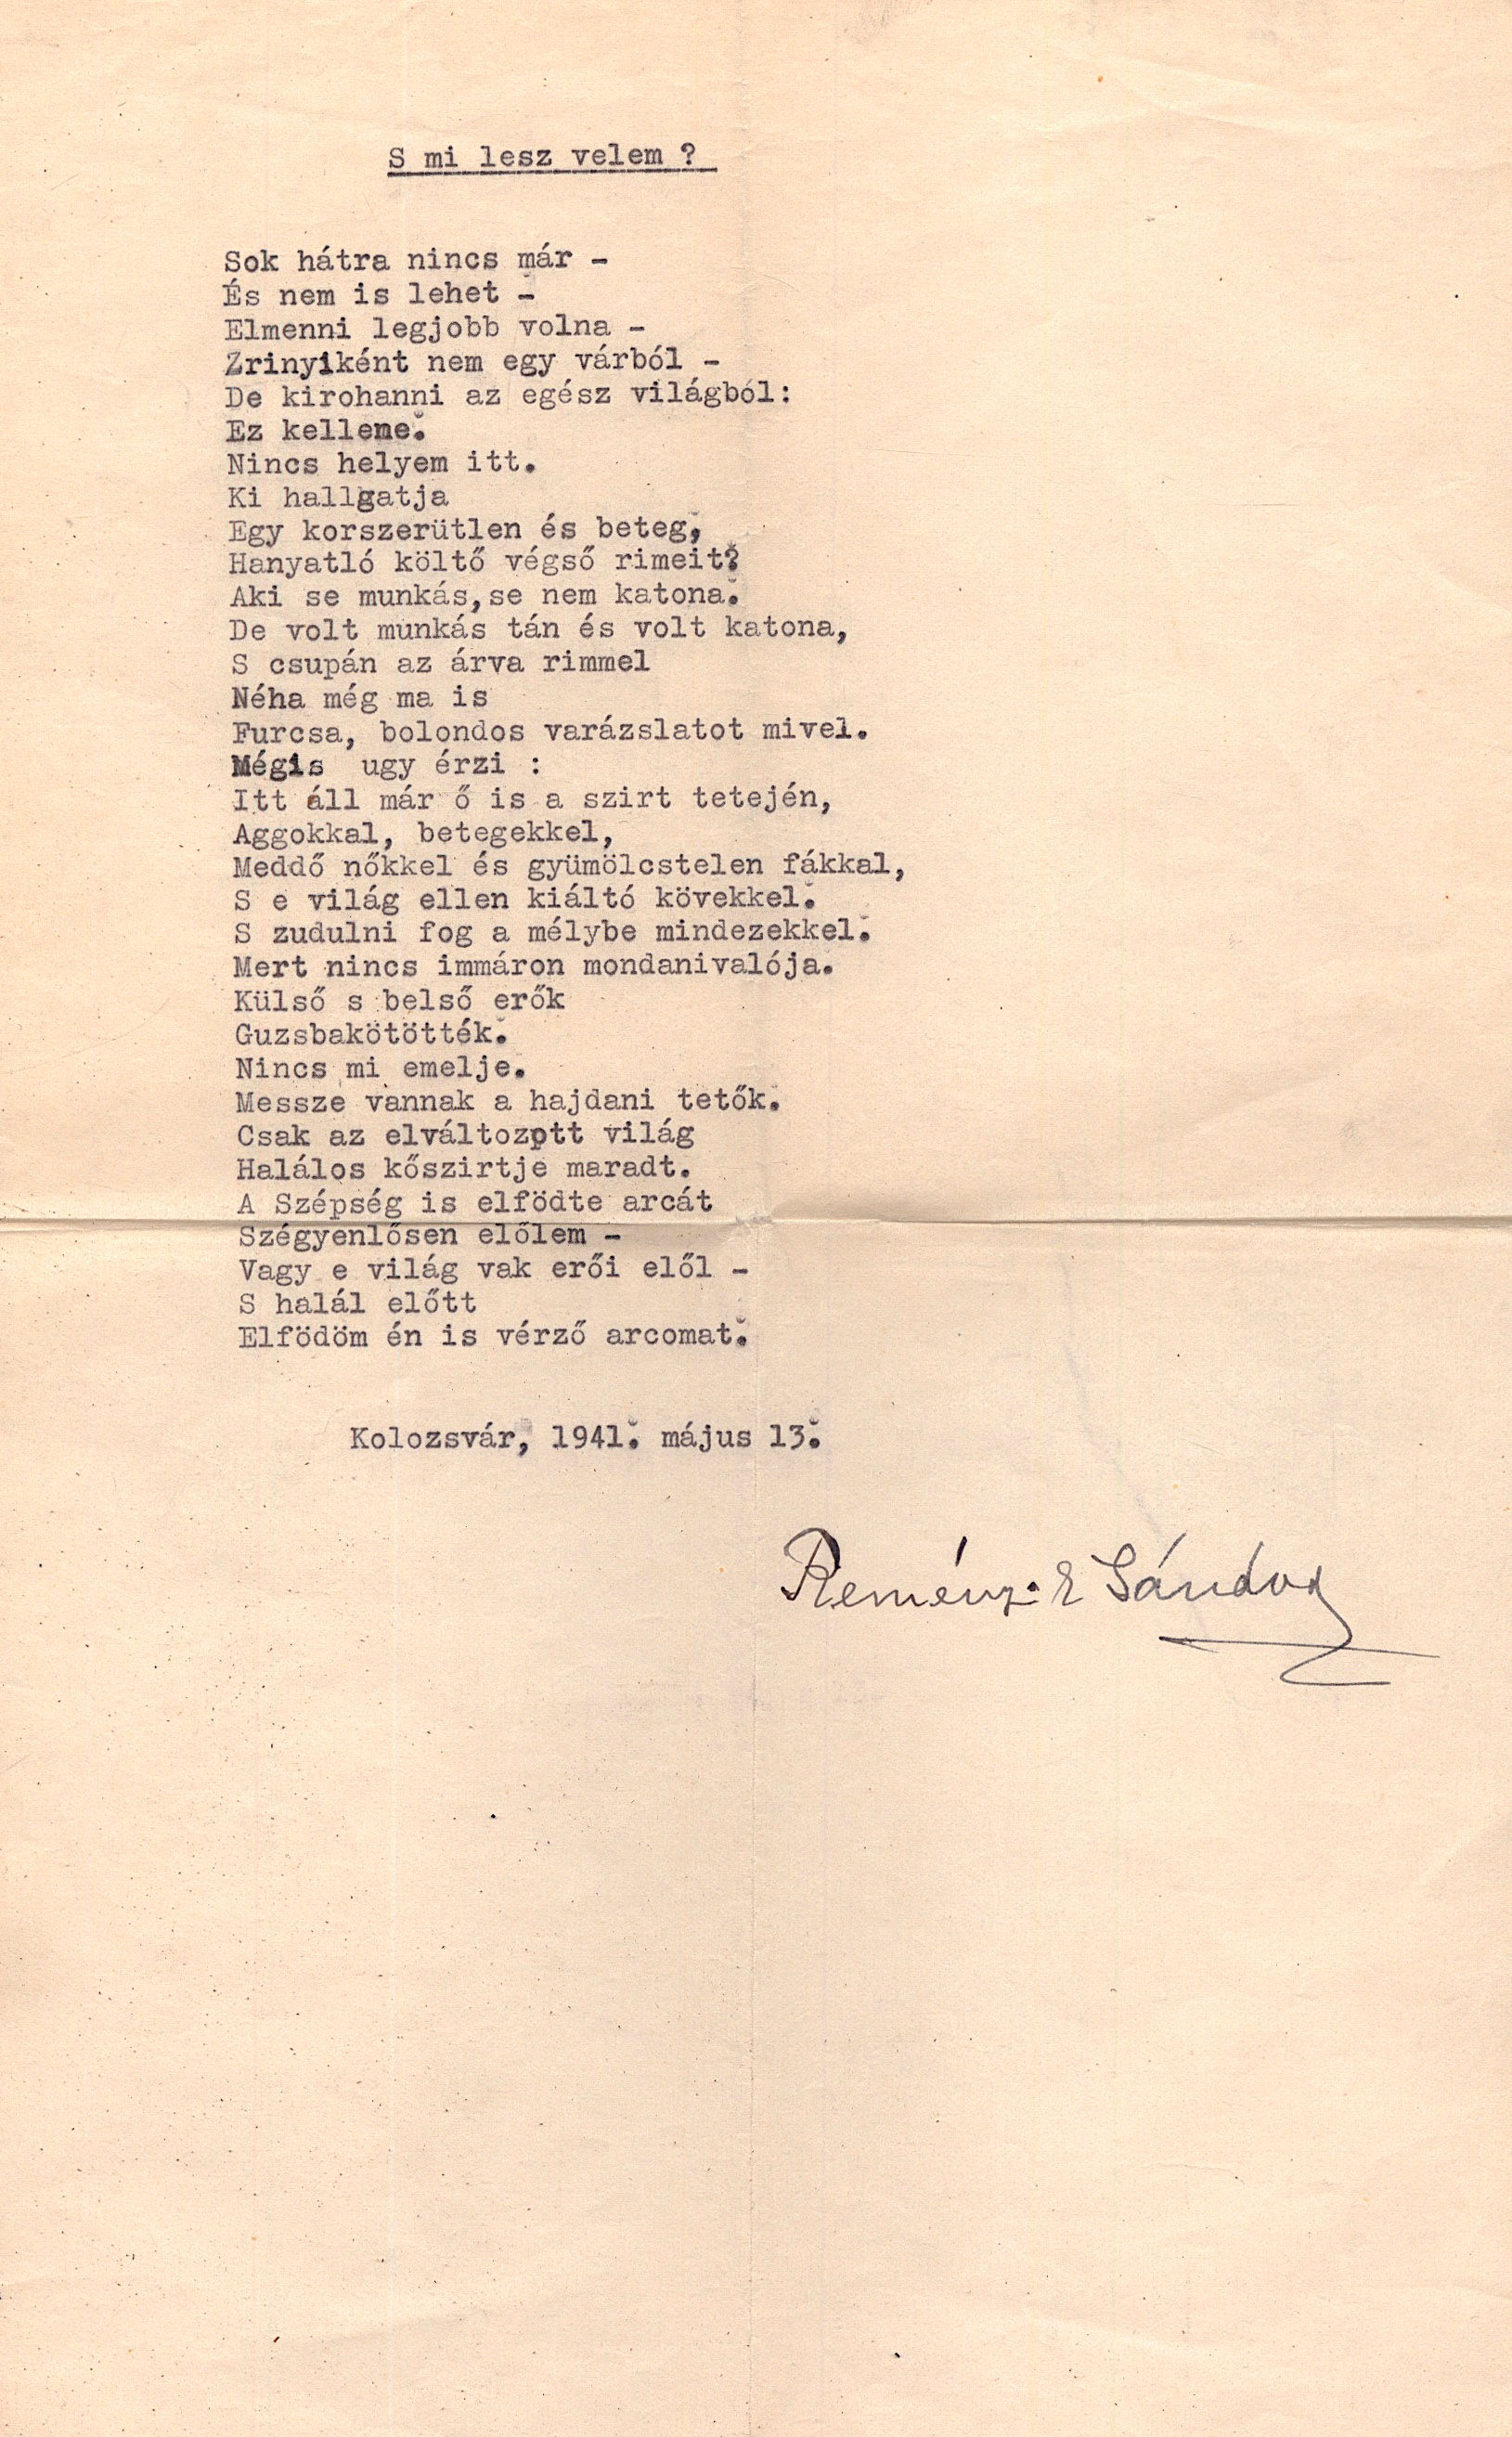 S mi lesz velem ?
Sok hátra nincs már -
És nem is lehet -
Elmenni legjobb volna -
Zrinyiként nem egy várból -
De kirohanni az egész világból:
Ez kellene.
Nincs helyem itt.
Ki hallgatja
Egy korszerütlen és beteg,
Hanyatló költő végső rimeit?
Aki se munkás,se nem katona.
De volt munkás tán és volt katona,
S csupán az árva rimmel
Néha még ma is
Furcsa, bolondos varázslatot mivel.
Mégis ugy érzi :
Itt áll már ő is a szirt tetején,
Aggokkal, betegekkel,
Meddő nőkkel és gyümölcstelen fákkal,
S e világ ellen kiáltó kövekkel.
S zudulni fog a mélybe mindezekkel.
Mert nincs immáron mondanivalója.
Külső s belső erők
Guzsbakötötték.
Nincs mi emelje.
Messze vannak a hajdani tetők.
Csak az elváltozott világ
Halálos kőszirtje maradt.
A Szépség is elfödte arcát
Szégyenlősen előlem -
Vagy e világ vak erői elől -
S halál előtt
Elfödöm én is vérző arcomat.
Kolozsvár, 1941. május 13.
Reményik Sándor